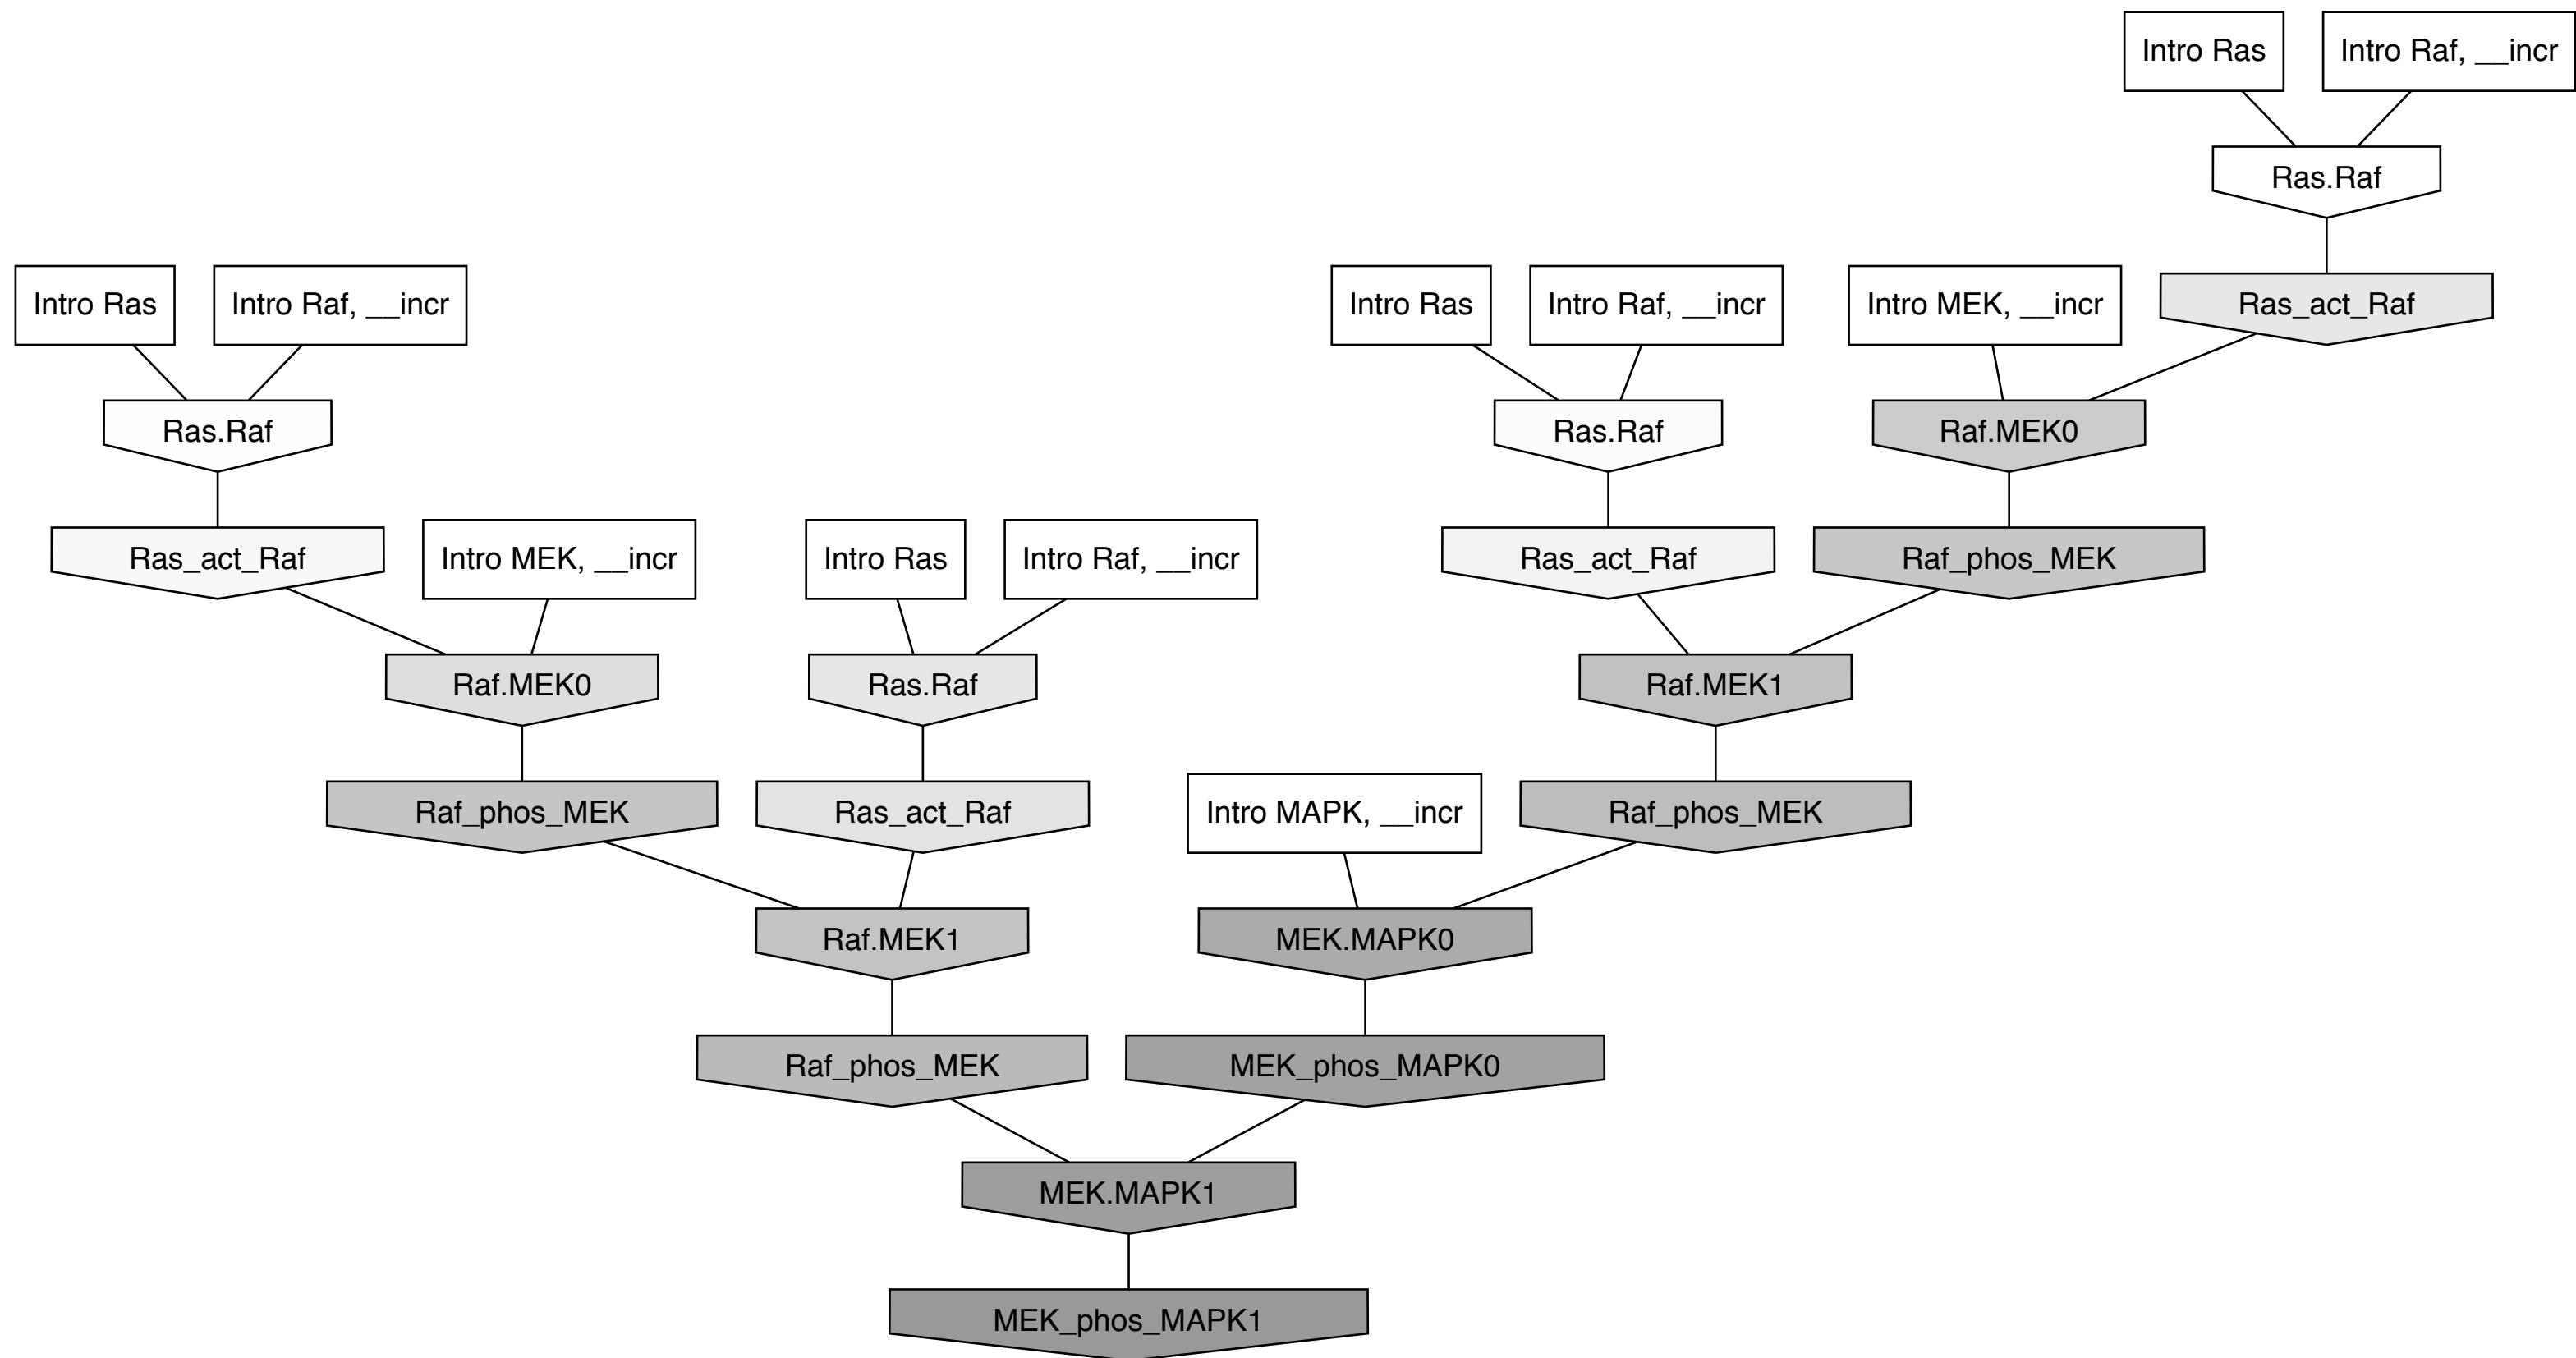 Intro Ras
Intro Raf, __incr
Ras.Raf
Intro Ras
Intro Raf, __incr
Intro Ras
Intro Raf, __incr
Intro MEK, __incr
Ras_act_Raf
Ras.Raf
Ras.Raf
Raf.MEK0
Ras_act_Raf
Intro MEK, __incr
Intro Ras
Intro Raf, __incr
Ras_act_Raf
Raf_phos_MEK
Raf.MEK0
Ras.Raf
Raf.MEK1
Raf_phos_MEK
Ras_act_Raf
Intro MAPK, __incr
Raf_phos_MEK
Raf.MEK1
MEK.MAPK0
Raf_phos_MEK
MEK_phos_MAPK0
MEK.MAPK1
MEK_phos_MAPK1